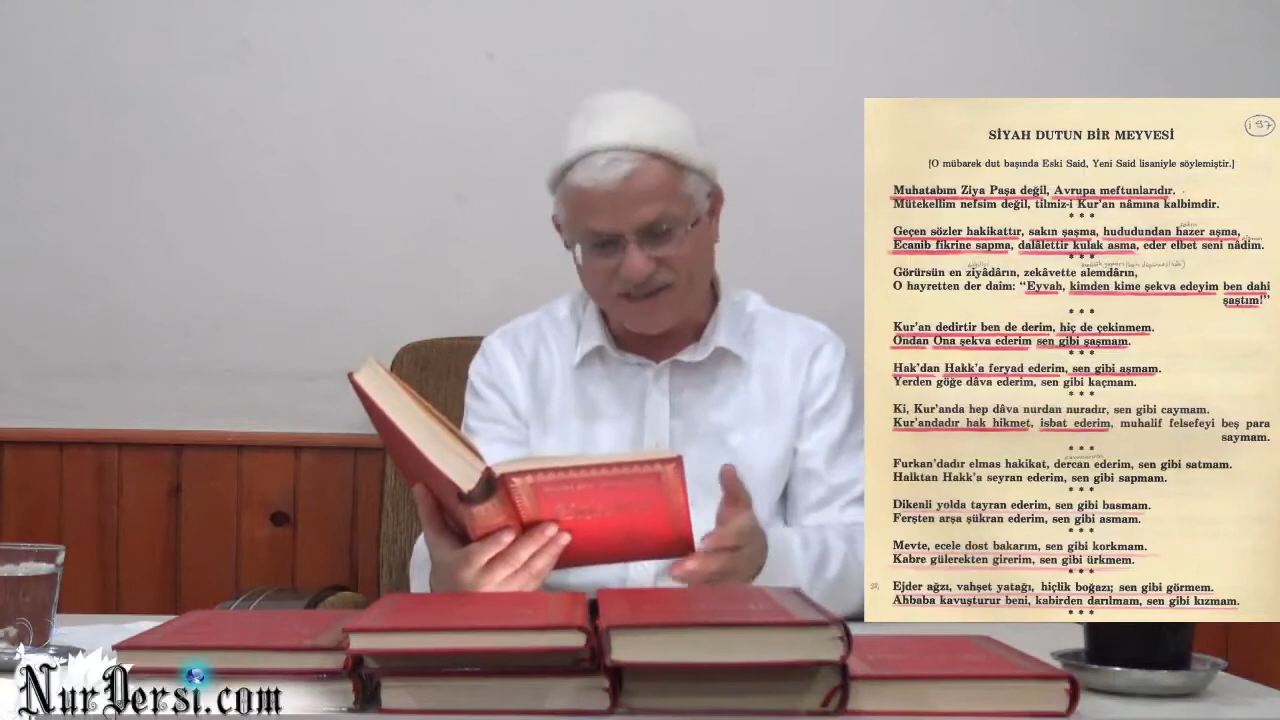 SİYAH DUTUN BİR MEYVESİ
[O mübarek dut başında Eski Said, Yeni Said lisaniyle söylemiştir.]
Muhatabım Ziya Paşa değil, Avrupa meftunlarıdır.
Mütekellim nefsim değil, tilmiz-i Kur'an nâmına kalbimdir.
* * *
Geçen sözler hakikattır, sakın şaşma, hududundan hazer aşma,
Ecanib fikrine sapma, dalâlettir kulak asma, eder elbet seni nâdim.
* * *
Görürsün en ziyâdârın, zekâvette alemdârın,
O hayretten der daim: “Eyvah, kimden kime şekva edeyim ben dahi
şaştım!”
* * *
Kur'an dedirtir ben de derim, hiç de çekinmem.
Ondan Ona şekva ederim sen gibi şaşmam.
* * *
Hak'dan Hakk'a feryad ederim, sen gibi aşmam.
Yerden göğe dâva ederim, sen gibi kaçmam.
* * *
Ki, Kur'anda hep dâva nurdan nuradır, sen gibi caymam.
Kur'andadır hak hikmet, isbat ederim, muhalif felsefeyi beş para
saymam.
* * *
Furkan'dadır elmas hakikat, dercan ederim, sen gibi satmam.
Halktan Hakk'a seyran ederim, sen gibi sapmam.
* * *
Dikenli yolda tayran ederim, sen gibi basmam.
Ferşten arşa şükran ederim, sen gibi asmam.
* * *
Mevte, ecele dost bakarım, sen gibi korkmam.
Kabre gülerekten girerim, sen gibi ürkmem.
* * *
Ejder ağzı, vahşet yatağı, hiçlik boğazı; sen gibi görmem.
Ahbaba kavuşturur beni, kabirden darılmam, sen gibi kızmam.
* * *
NurDersi.com